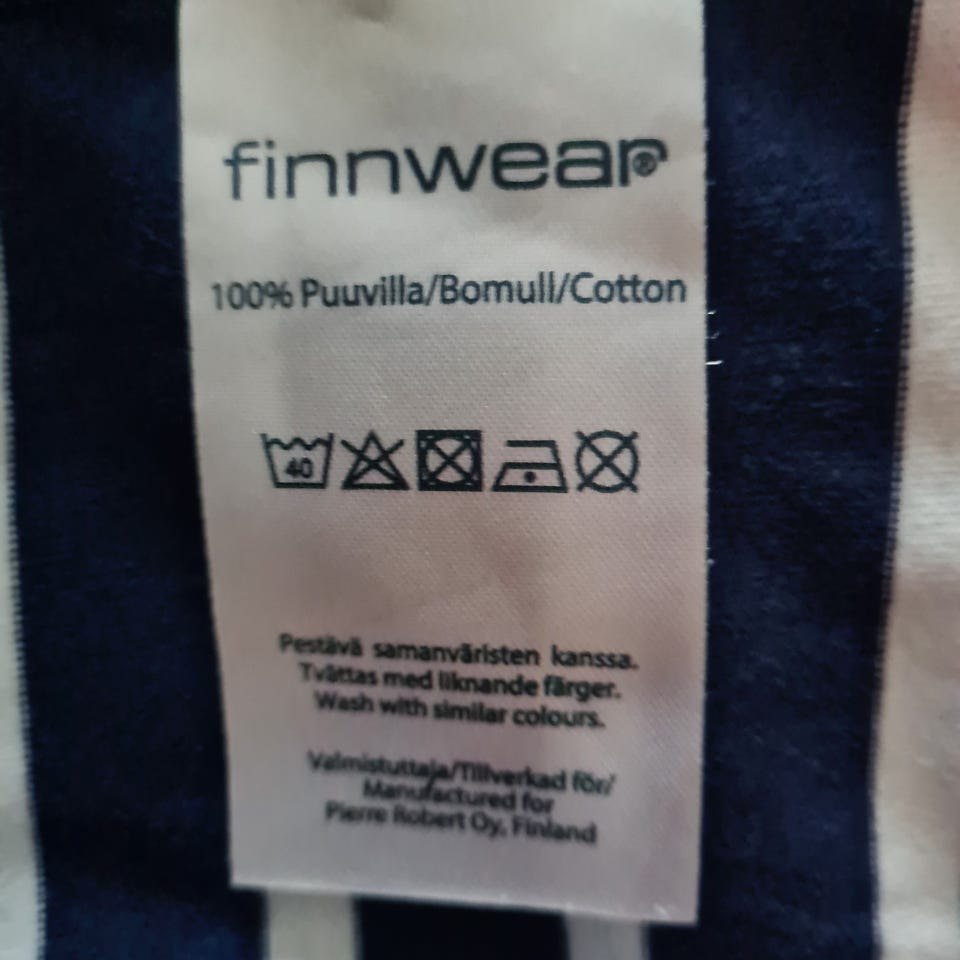 finnwear®
100% Puuvilla/Bomull/Cotton
40
Pestävä samanväristen kanssa.
Tvättas med liknande färger.
Wash with similar colours.
Valmistuttaja/Tillverkad för/
Manufactured for
Pierre Robert Oy, Finland